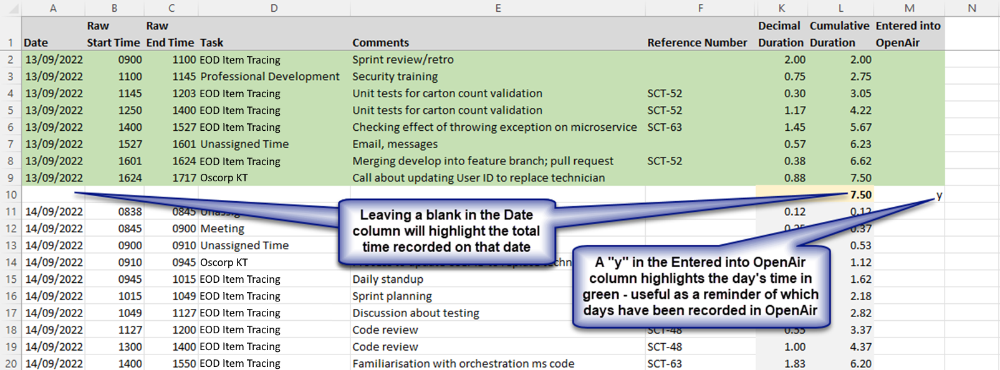 A B C D E F K L M N
Raw Raw Decimal Cumulative Entered into
1 Date Start Time End Time Task Comments Reference Number Duration Duration OpenAir
2 13/09/2022 0900 1100 EOD Item Tracing Sprint review/retro 2.00 2.00
3 13/09/2022 1100 1145 Professional Development Security training 0.75 2.75
4 13/09/2022 1145 1203 EOD Item Tracing Unit tests for carton count validation SCT-52 0.30 3.05
5 13/09/2022 1250 1400 EOD Item Tracing Unit tests for carton count validation SCT-52 1.17 4.22
6 13/09/2022 1400 1527 EOD Item Tracing Checking effect of throwing exception on microservice SCT-63 1.45 5.67
7 13/09/2022 1527 1601 Unassigned Time Email, messages 0.57 6.23
8 13/09/2022 1601 1624 EOD Item Tracing Merging develop into feature branch; pull request SCT-52 0.38 6.62
9 13/09/2022 1624 1717 Oscorp KT Call about updating User ID to replace technician 0.88 7.50
10 7.50 y
11 14/09/2022 0838 0845 0.12 0.12
12 14/09/2022 0845 0900 Meeting 0.37
13 14/09/2022 0900 0910 Unassigned Time 0.53
14 14/09/2022 0910 0945 Oscorp KT 1.12
15 14/09/2022 0945 1015 EOD Item Tracing Daily standup 1.62
16 14/09/2022 1015 1049 EOD Item Tracing Sprint planning 2.18
17 14/09/2022 1049 1127 EOD Item Tracing Discussion about testing 2.82
18 14/09/2022 1127 1200 EOD Item Tracing Code review SCT-48 0.55 3.37
19 14/09/2022 1300 1400 EOD Item Tracing Code review SCT-48 1.00 4.37
20 14/09/2022 1400 1550 EOD Item Tracing Familiarisation with orchestration ms code SCT-63 1.83 6.20
Leaving a blank in the Date
column will highlight the total
time recorded on that date
A "y" in the Entered into OpenAir
column highlights the day's time in
green - useful as a reminder of which
days have been recorded in OpenAir